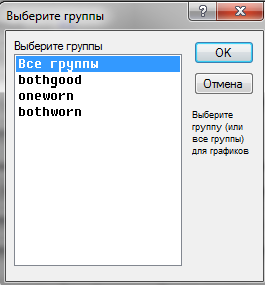 Выберите группы
Выберите группы
Все группы
bothgood
oneworn
bothworn
OK
Отмена
Выберите
группу (или
все группы)
для графиков